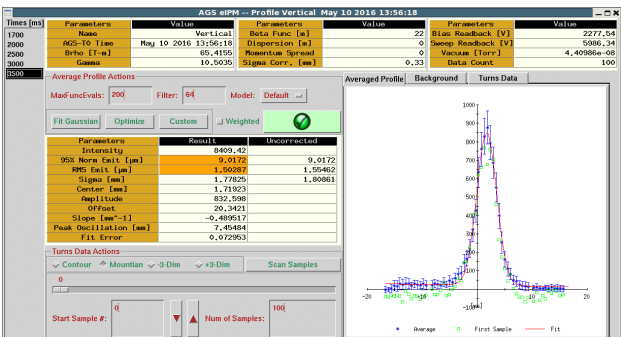 AGS eIPM -- Profile Vertical May 10 2016 13:56:18
Times [ms]
1700
2000
2500
3000
3500
Parameters Value
Name Vertical
AGS-T0 Time May 10 2016 13:56:18
Brho [T-m] 65.4155
Gamma 10.5035
Parameters Value
Beta Func [m] 22
Dispersion [m] 0
Momentum Spread 0
Sigma Corr. [mm] 0.33
Parameters Value
Bias Readback [V] 2277.54
Sweep Readback [V] 5986.34
Vacuum [Torr] 4.40986e-08
Data Count 100
Average Profile Actions
MaxFuncEvals: 200 Filter: 64 Model: Default
Fit Gaussian Optimize Custom Weighted
Parameters Result Uncorrected
Intensity 8409.42
95% Norm Emit [µm] 9.0172 9.0172
RMS Emit [µm] 1.50287 1.55462
Sigma [mm] 1.77825 1.80861
Center [mm] 1.71923
Amplitude 832.598
Offset 20.3421
Slope [mm^-1] -0.489517
Peak Oscillation [mm] 7.45484
Fit Error 0.072953
Turns Data Actions
Contour Mountian -3-Dim +3-Dim Scan Samples
0
Start Sample #: 0 Num of Samples: 100
Averaged Profile Background Turns Data
1000
900
800
700
600
500
400
300
200
100
-100
-20 -10 10 20
[mm]
Average First Sample Fit